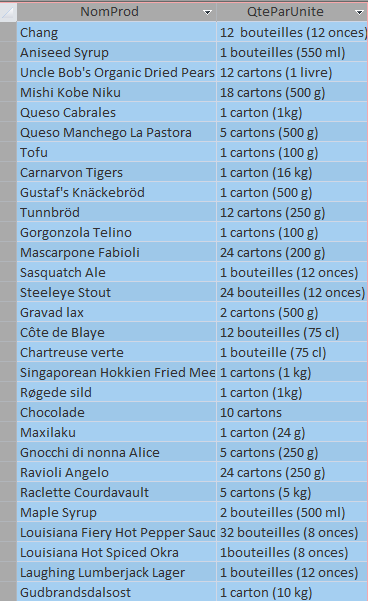 NomProd QteParUnite
Chang 12  bouteilles (12 onces)
Aniseed Syrup 1 bouteilles (550 ml)
Uncle Bob's Organic Dried Pears 12 cartons (1 livre)
Mishi Kobe Niku 18 cartons (500 g)
Queso Cabrales 1 carton (1kg)
Queso Manchego La Pastora 5 cartons (500 g)
Tofu 1 carton (100 g)
Carnarvon Tigers 1 carton (16 kg)
Gustaf's Knäckebröd 1 carton (500 g)
Tunnbröd 12 cartons (250 g)
Gorgonzola Telino 1 cartons (100 g)
Mascarpone Fabioli 24 cartons (200 g)
Sasquatch Ale 1 bouteilles (12 onces)
Steeleye Stout 24 bouteilles (12 onces)
Gravad lax 2 cartons (500 g)
Côte de Blaye 12 bouteilles (75 cl)
Chartreuse verte 1 bouteille (75 cl)
Singaporean Hokkien Fried Mee 1 cartons (1 kg)
Røgede sild 1 carton (1kg)
Chocolade 10 cartons
Maxilaku 1 carton (24 g)
Gnocchi di nonna Alice 5 cartons (250 g)
Ravioli Angelo 24 cartons (250 g)
Raclette Courdavault 5 cartons (5 kg)
Maple Syrup 2 bouteilles (500 ml)
Louisiana Fiery Hot Pepper Sauc 32 bouteilles (8 onces)
Louisiana Hot Spiced Okra 1bouteilles (8 onces)
Laughing Lumberjack Lager 1 bouteilles (12 onces)
Gudbrandsdalsost 1 carton (10 kg)